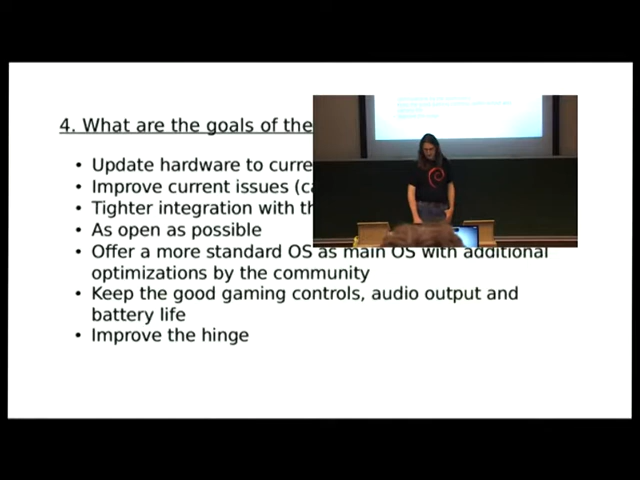 4. What are the goals of the
• Update hardware to curre
• Improve current issues (ca
• Tighter integration with th
• As open as possible
• Offer a more standard OS as main OS with additional
optimizations by the community
• Keep the good gaming controls, audio output and
battery life
• Improve the hinge